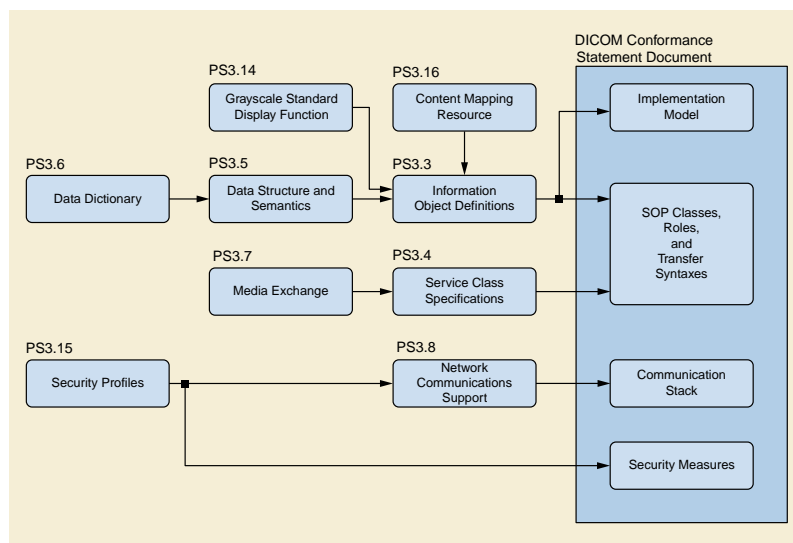 DICOM Conformance
Statement Document
PS3.14
Grayscale Standard
Display Function
PS3.16
Content Mapping
Resource
Implementation
Model
PS3.6
Data Dictionary
PS3.5
Data Structure and
Semantics
PS3.3
Information
Object Definitions
SOP Classes,
Roles,
and
Transfer
Syntaxes
PS3.7
Media Exchange
PS3.4
Service Class
Specifications
PS3.15
Security Profiles
PS3.8
Network
Communications
Support
Communication
Stack
Security Measures